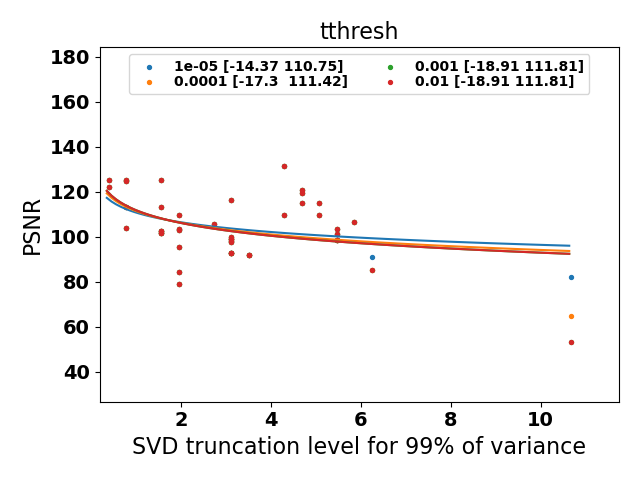 tthresh
1e-05 [-14.37 110.75]
0.0001 [-17.3  111.42]
0.001 [-18.91 111.81]
0.01 [-18.91 111.81]
180
160
140
120
100
80
60
40
PSNR
2 4 6 8 10
SVD truncation level for 99% of variance